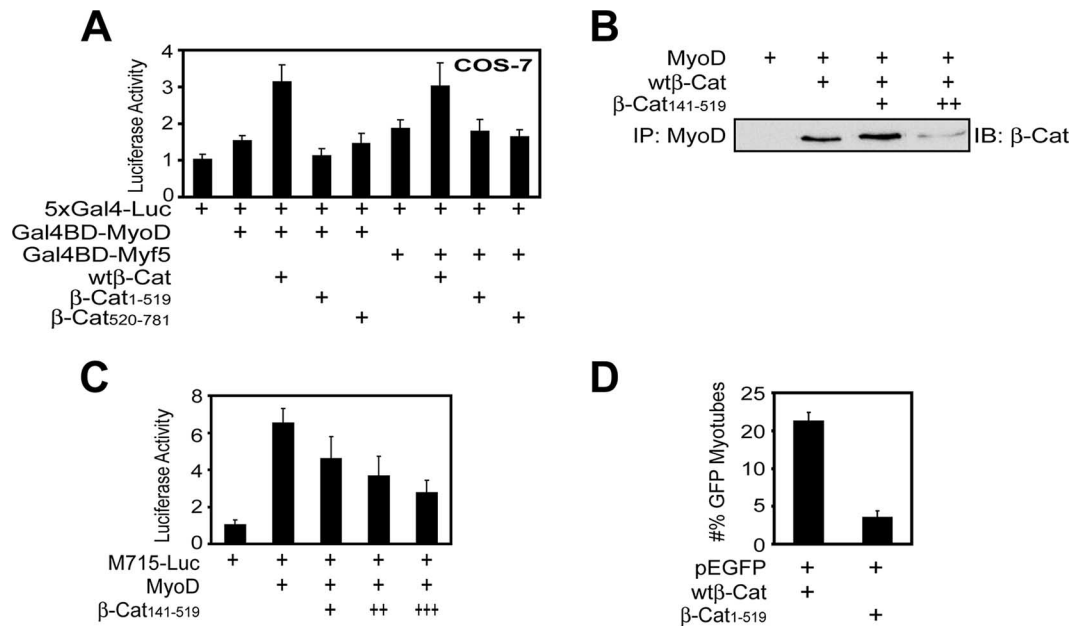 A
Luciferase Activity
4
3
2
1
0
COS-7
5xGal4-Luc + + + + + + + + +
Gal4BD-MyoD + + + +
Gal4BD-Myf5 + + + +
wtβ-Cat + +
β-Cat1-519 + +
β-Cat520-781 + +
B
MyoD + + + +
wtβ-Cat + + +
β-Cat141-519 + ++
IP: MyoD IB: β-Cat
C
Luciferase Activity
8
6
4
2
0
M715-Luc + + + + +
MyoD + + + +
β-Cat141-519 + ++ +++
D
#% GFP Myotubes
25
20
10
5
0
pEGFP + +
wtβ-Cat +
β-Cat1-519 +